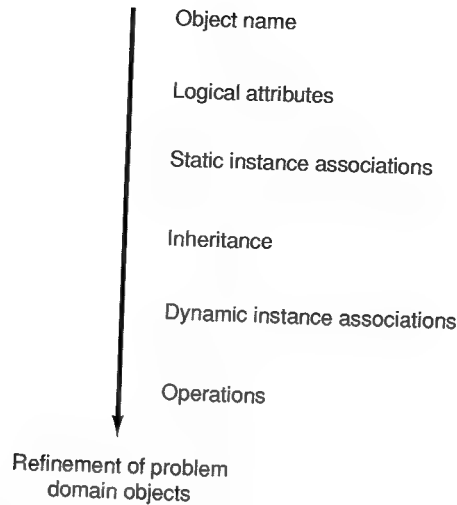 Object name
Logical attributes
Static instance associations
Inheritance
Dynamic instance associations
Operations
Refinement of problem
domain objects